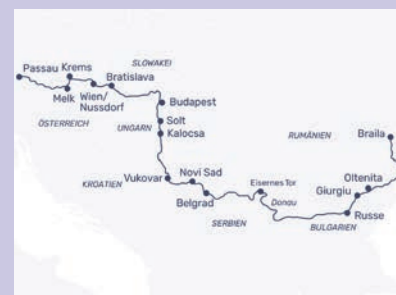 SLOWAKEI
Passau Krems
Bratislava
Melk
Wien/
Nussdorf
Budapest
ÖSTERREICH
UNGARN
Solt
Kalocsa
RUMÄNIEN
Braila
KROATIEN
Vukovar
Novi Sad
Eisernes Tor
Oltenita
Giurgiu
Belgrad
Donau
Russe
SERBIEN
BULGARIEN